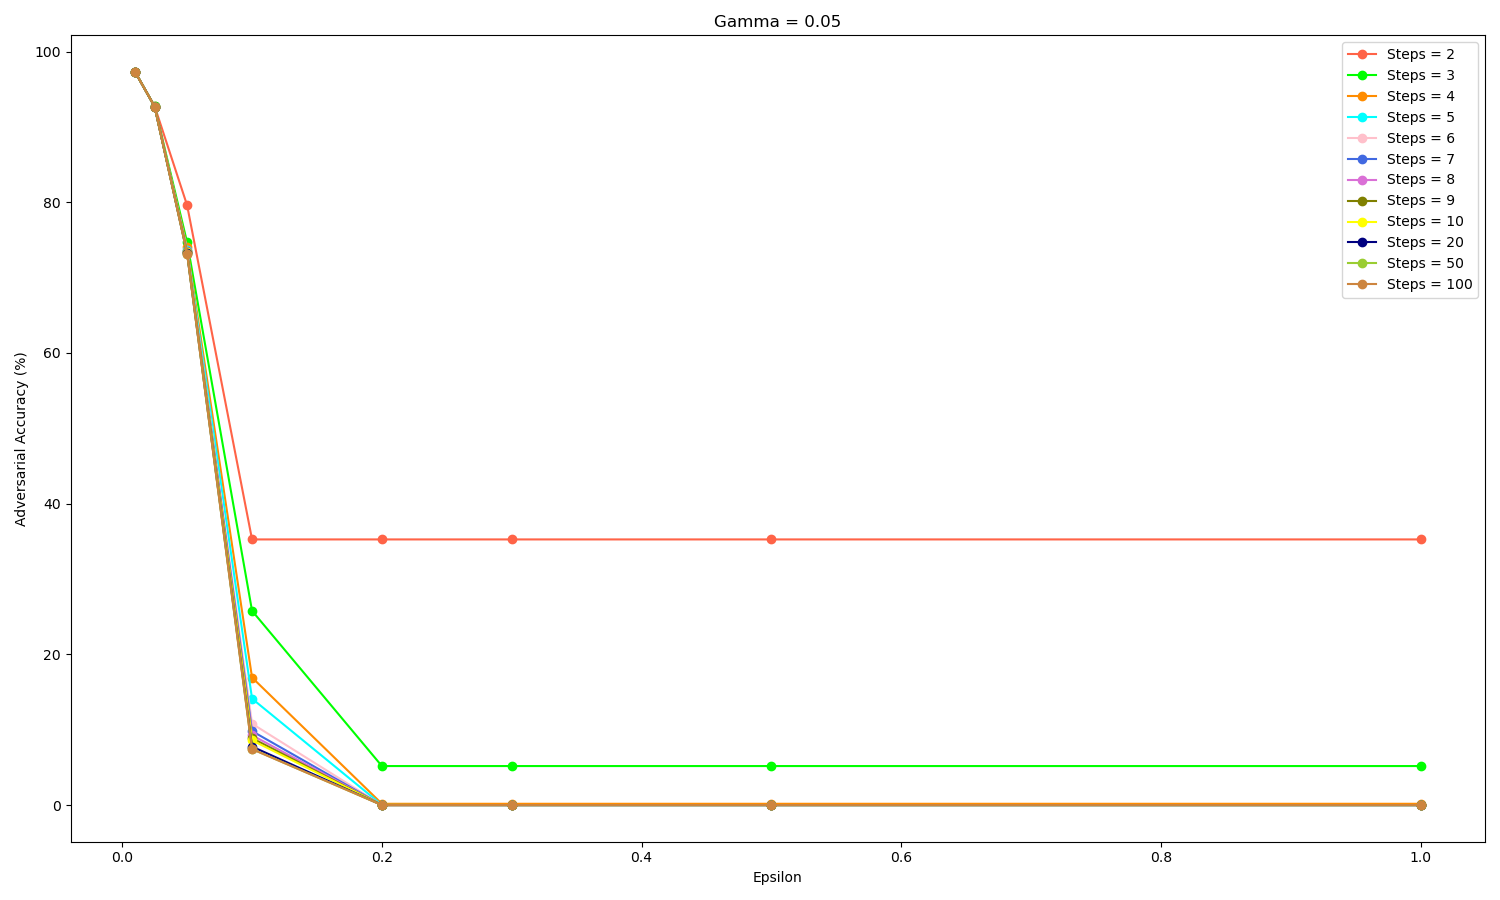 Gamma = 0.05
100
80
60
40
20
0
Adversarial Accuracy (%)
0.0
0.2
0.4
0.6
0.8
1.0
Epsilon
Steps = 2
Steps = 3
Steps = 4
Steps = 5
Steps = 6
Steps = 7
Steps = 8
Steps = 9
Steps = 10
Steps = 20
Steps = 50
Steps = 100